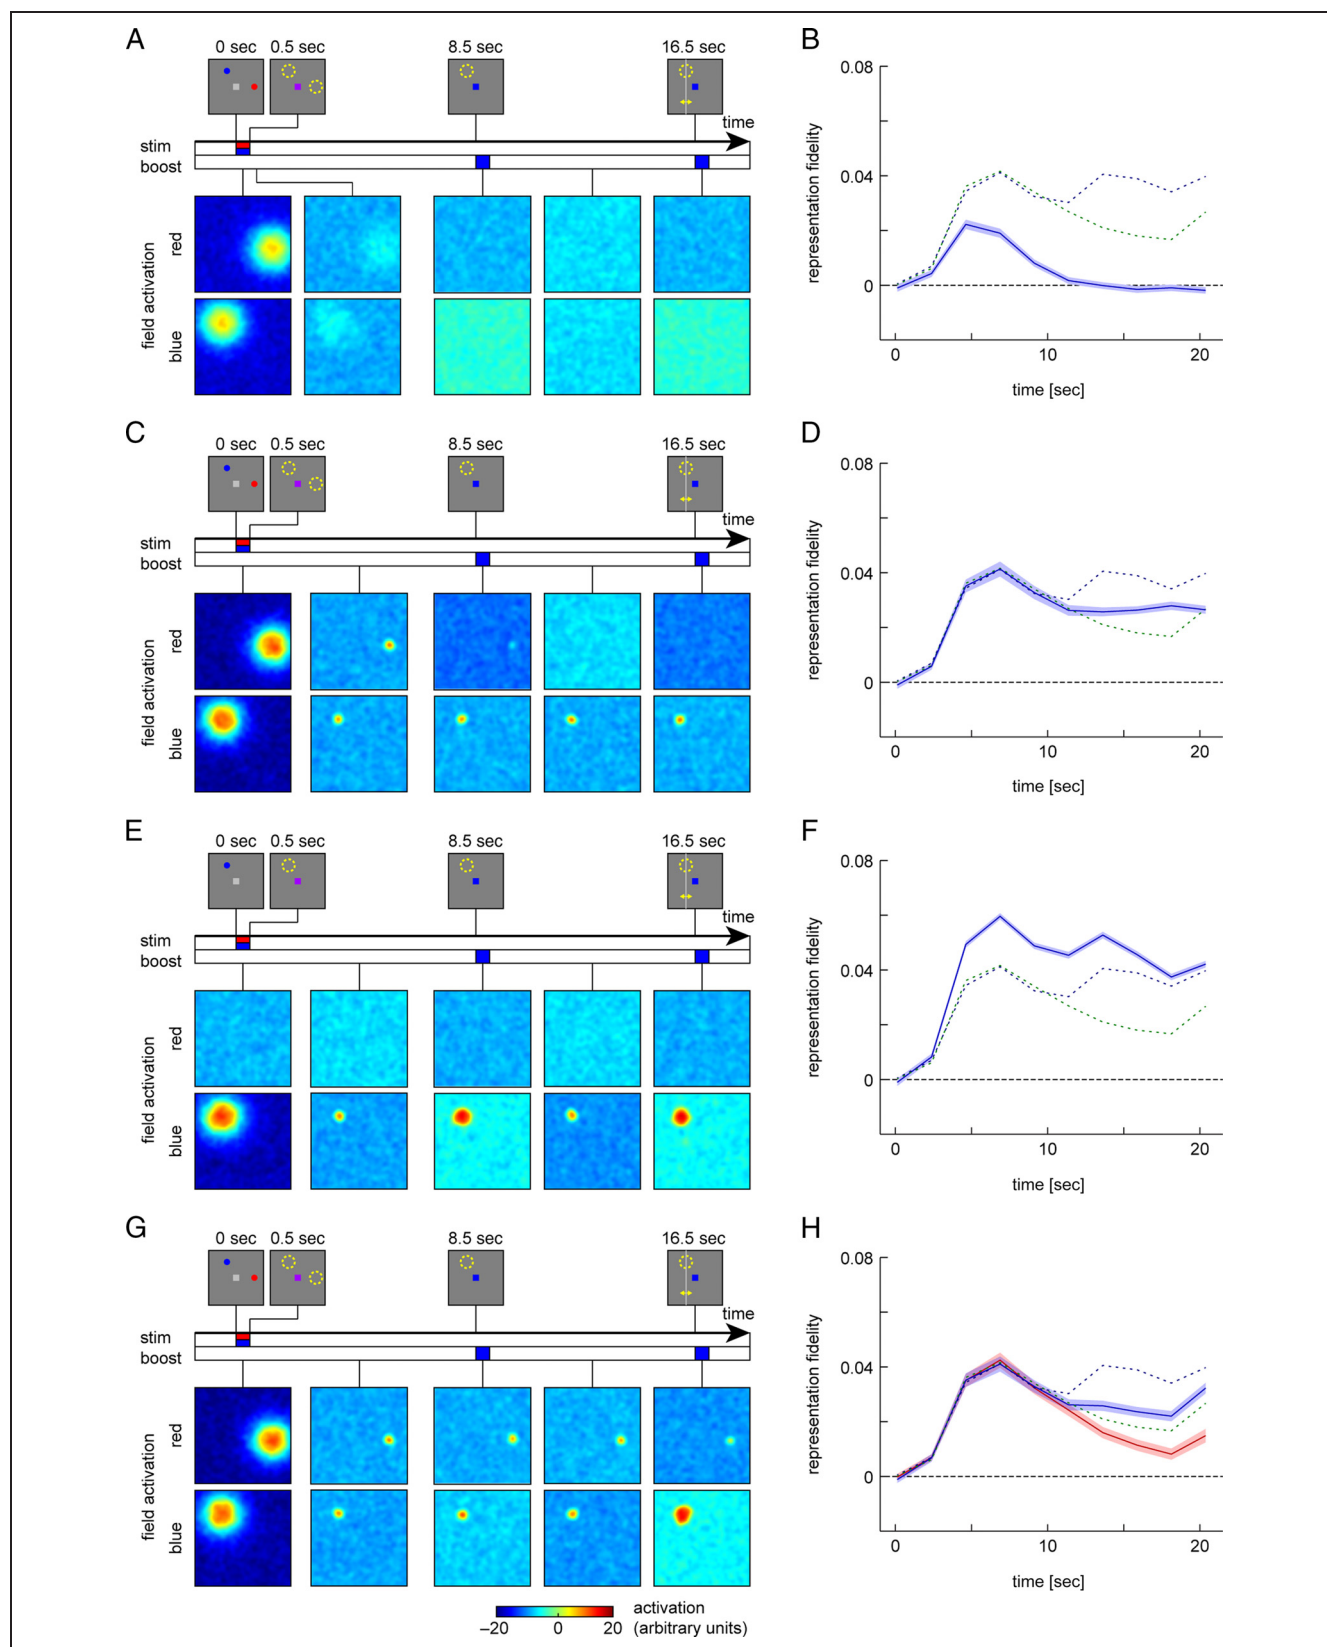 A
0 sec 0.5 sec 8.5 sec 16.5 sec
time
stim
boost
field activation
red
blue
B
representation fidelity
0.08
0.04
0
0 10 20
time [sec]
C
0 sec 0.5 sec 8.5 sec 16.5 sec
time
stim
boost
field activation
red
blue
D
representation fidelity
0.08
0.04
0
0 10 20
time [sec]
E
0 sec 0.5 sec 8.5 sec 16.5 sec
time
stim
boost
field activation
red
blue
F
representation fidelity
0.08
0.04
0
0 10 20
time [sec]
G
0 sec 0.5 sec 8.5 sec 16.5 sec
time
stim
boost
field activation
red
blue
H
representation fidelity
0.08
0.04
0
0 10 20
time [sec]
–20 0 20
activation
(arbitrary units)